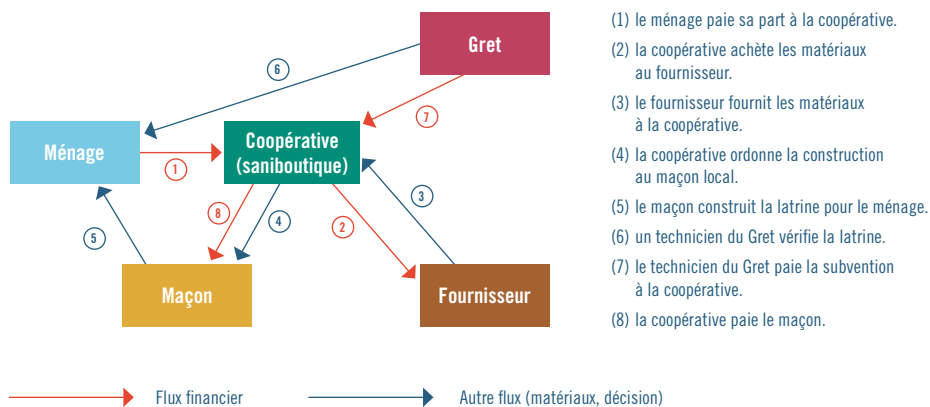 Gret
Ménage
Coopérative
(saniboutique)
Maçon
Fournisseur
6
7
1
8
4
2
3
5
(1) le ménage paie sa part à la coopérative.
(2) la coopérative achète les matériaux
au fournisseur.
(3) le fournisseur fournit les matériaux
à la coopérative.
(4) la coopérative ordonne la construction
au maçon local.
(5) le maçon construit la latrine pour le ménage.
(6) un technicien du Gret vérifie la latrine.
(7) le technicien du Gret paie la subvention
à la coopérative.
(8) la coopérative paie le maçon.
Flux financier
Autre flux (matériaux, décision)